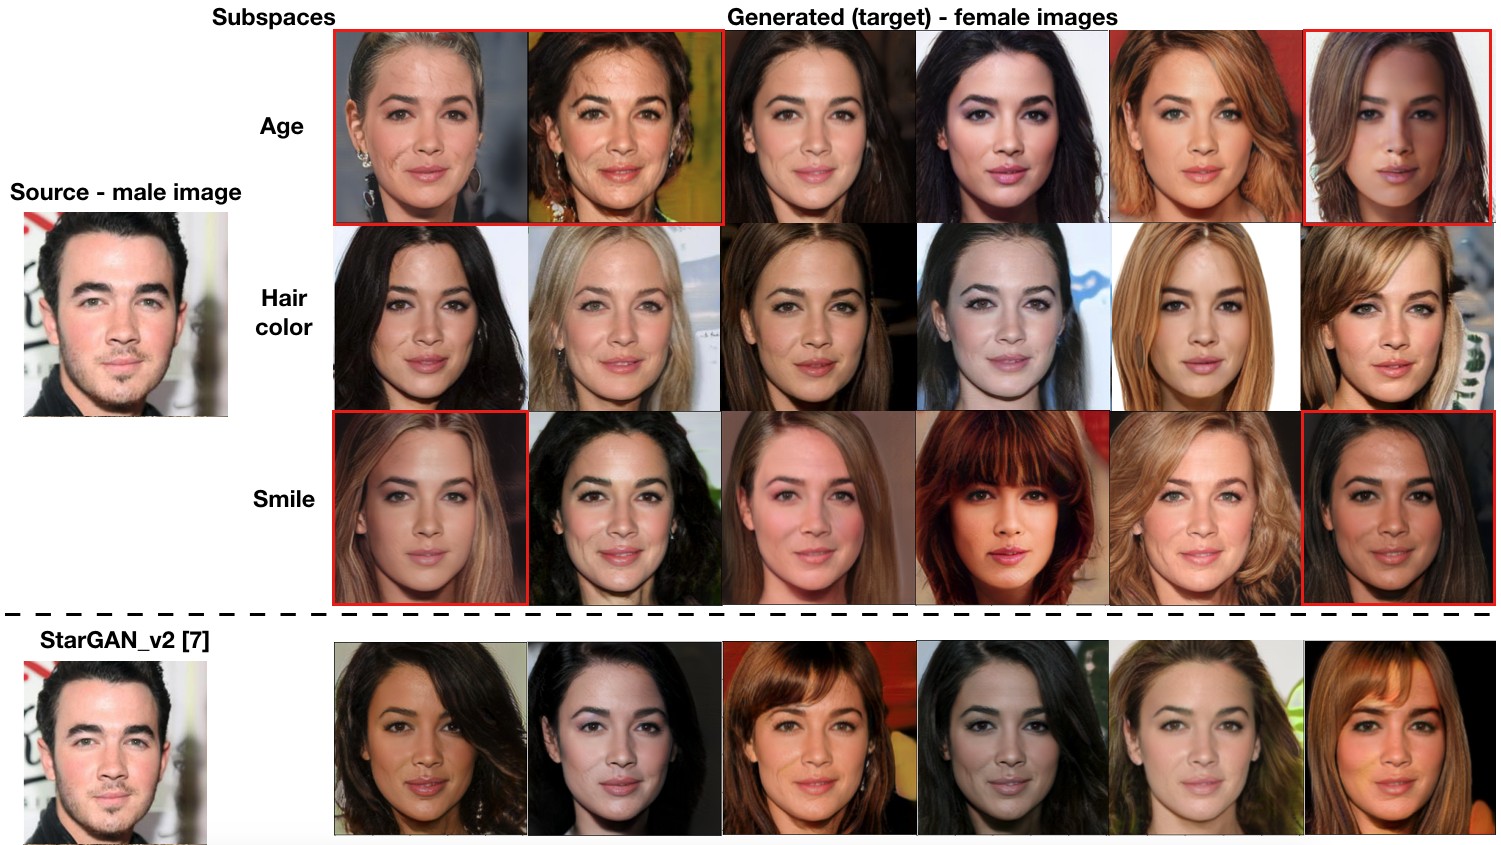 Subspaces
Generated (target) - female images
Age
Source - male image
Hair
color
Smile
StarGAN_v2 [7]